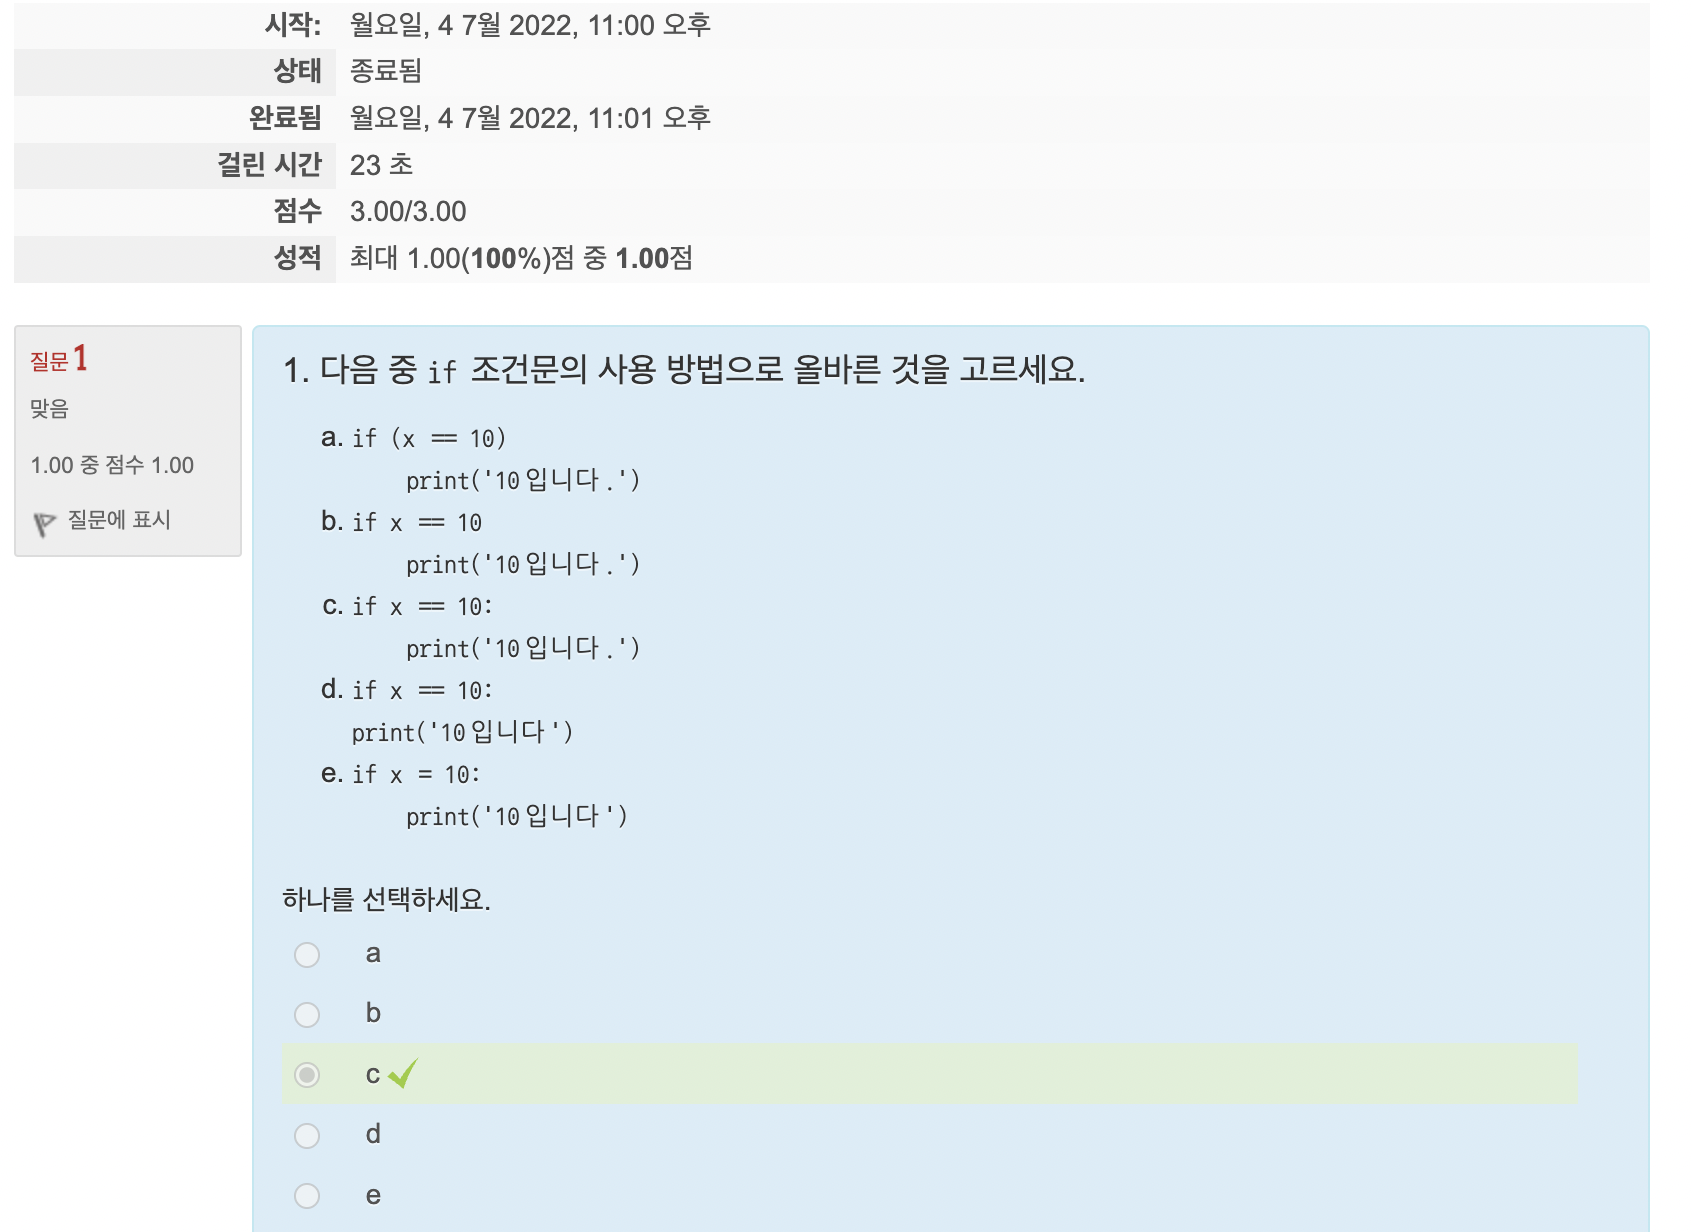 시작: 월요일, 4 7월 2022, 11:00 오후
상태 종료됨
완료됨 월요일, 4 7월 2022, 11:01 오후
걸린 시간 23 초
점수 3.00/3.00
성적 최대 1.00(100%)점 중 1.00점
질문 1
맞음
1.00 중 점수 1.00
질문에 표시
1. 다음 중 if 조건문의 사용 방법으로 올바른 것을 고르세요.
a. if (x == 10)
print('10입니다.')
b. if x == 10
print('10입니다.')
c. if x == 10:
print('10입니다.')
d. if x == 10:
print('10입니다')
e. if x = 10:
print('10입니다')
하나를 선택하세요.
a
b
c
d
e